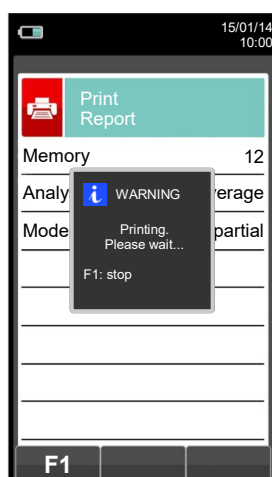 15/01/14
10:00
Print
Report
Memory 12
Analy verage
Mode partial
WARNING
Printing.
Please wait...
F1: stop
F1